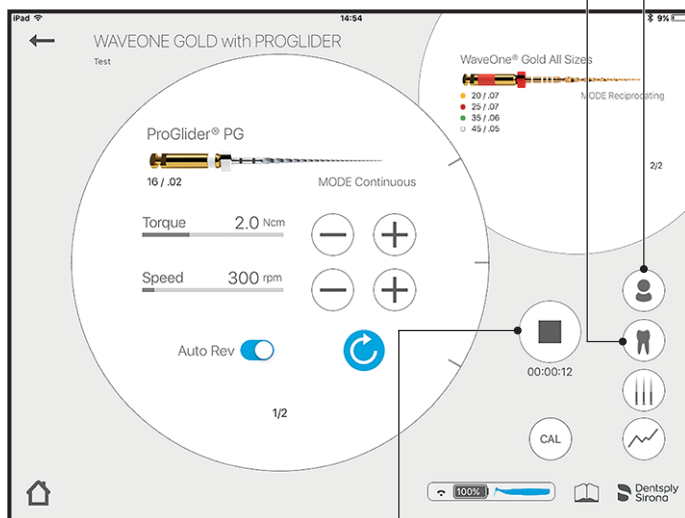 iPad 14:54 9%
WAVEONE GOLD with PROGLIDER
Test
WaveOne® Gold All Sizes
20 / .07
25 / .07
35 / .06
45 / .05
MODE Reciprocating
2/2
ProGlider® PG
16 / .02
MODE Continuous
Torque 2.0 Ncm
Speed 300 rpm
Auto Rev
1/2
00:00:12
CAL
100%
Dentsply
Sirona